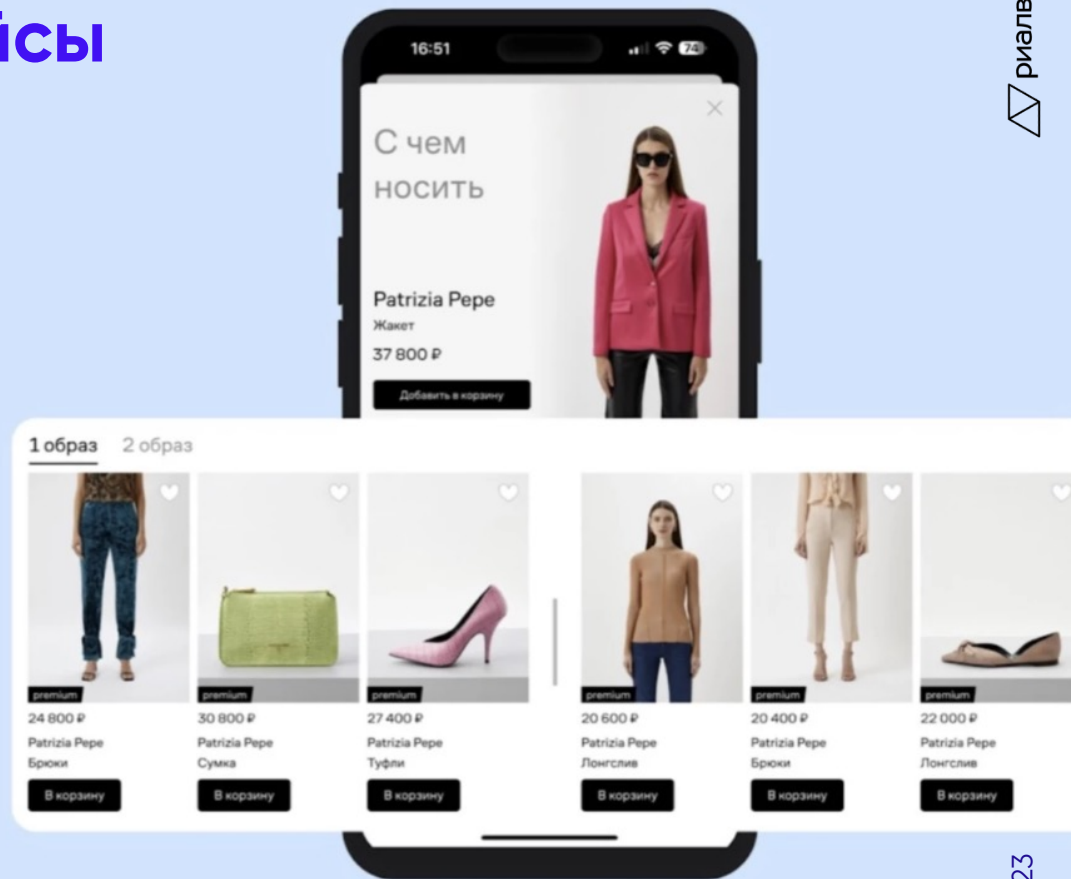 йсы
риалв
16:51
74
С чем
носить
Patrizia Pepe
Жакет
37 800 ₽
Добавить в корзину
1 образ 2 образ
premium premium premium premium premium premium
24 800 ₽ 30 800 ₽ 27 400 ₽ 20 600 ₽ 20 400 ₽ 22 000 ₽
Patrizia Pepe Patrizia Pepe Patrizia Pepe Patrizia Pepe Patrizia Pepe Patrizia Pepe
Брюки Сумка Туфли Лонгслив Брюки Лонгслив
В корзину В корзину В корзину В корзину В корзину В корзину
23